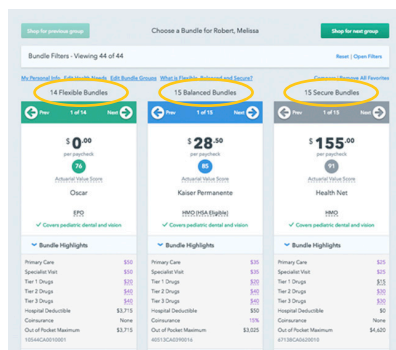 Shop for previous group
Choose a Bundle for Robert, Melissa
Shop for next group
Bundle Filters - Viewing 44 of 44
Reset | Open Filters
My Personal Info Edit Health Needs Edit Bundle Groups What is Flexible, Balanced and Secure?
Compare | Remove All Favorites
14 Flexible Bundles
15 Balanced Bundles
15 Secure Bundles
Prev 1 of 14 Next
Prev 1 of 15 Next
Prev 1 of 15 Next
$0.00
$28.50
$155.00
per paycheck
per paycheck
per paycheck
76
85
91
Actuarial Value Score
Actuarial Value Score
Actuarial Value Score
Oscar
Kaiser Permanente
Health Net
EPO
HMO (HSA Eligible)
HMO
Covers pediatric dental and vision
Covers pediatric dental and vision
Covers pediatric dental and vision
Bundle Highlights
Bundle Highlights
Bundle Highlights
Primary Care $50
Primary Care $35
Primary Care $25
Specialist Visit $50
Specialist Visit $35
Specialist Visit $25
Tier 1 Drugs $20
Tier 1 Drugs $20
Tier 1 Drugs $15
Tier 2 Drugs $40
Tier 2 Drugs $40
Tier 2 Drugs $30
Tier 3 Drugs $40
Tier 3 Drugs $40
Tier 3 Drugs $30
Hospital Deductible $3,715
Hospital Deductible $50
Hospital Deductible $0
Coinsurance None
Coinsurance 15%
Coinsurance None
Out of Pocket Maximum $3,715
Out of Pocket Maximum $3,025
Out of Pocket Maximum $4,620
10544CA0010001
40513CA0390016
67138CA0620010